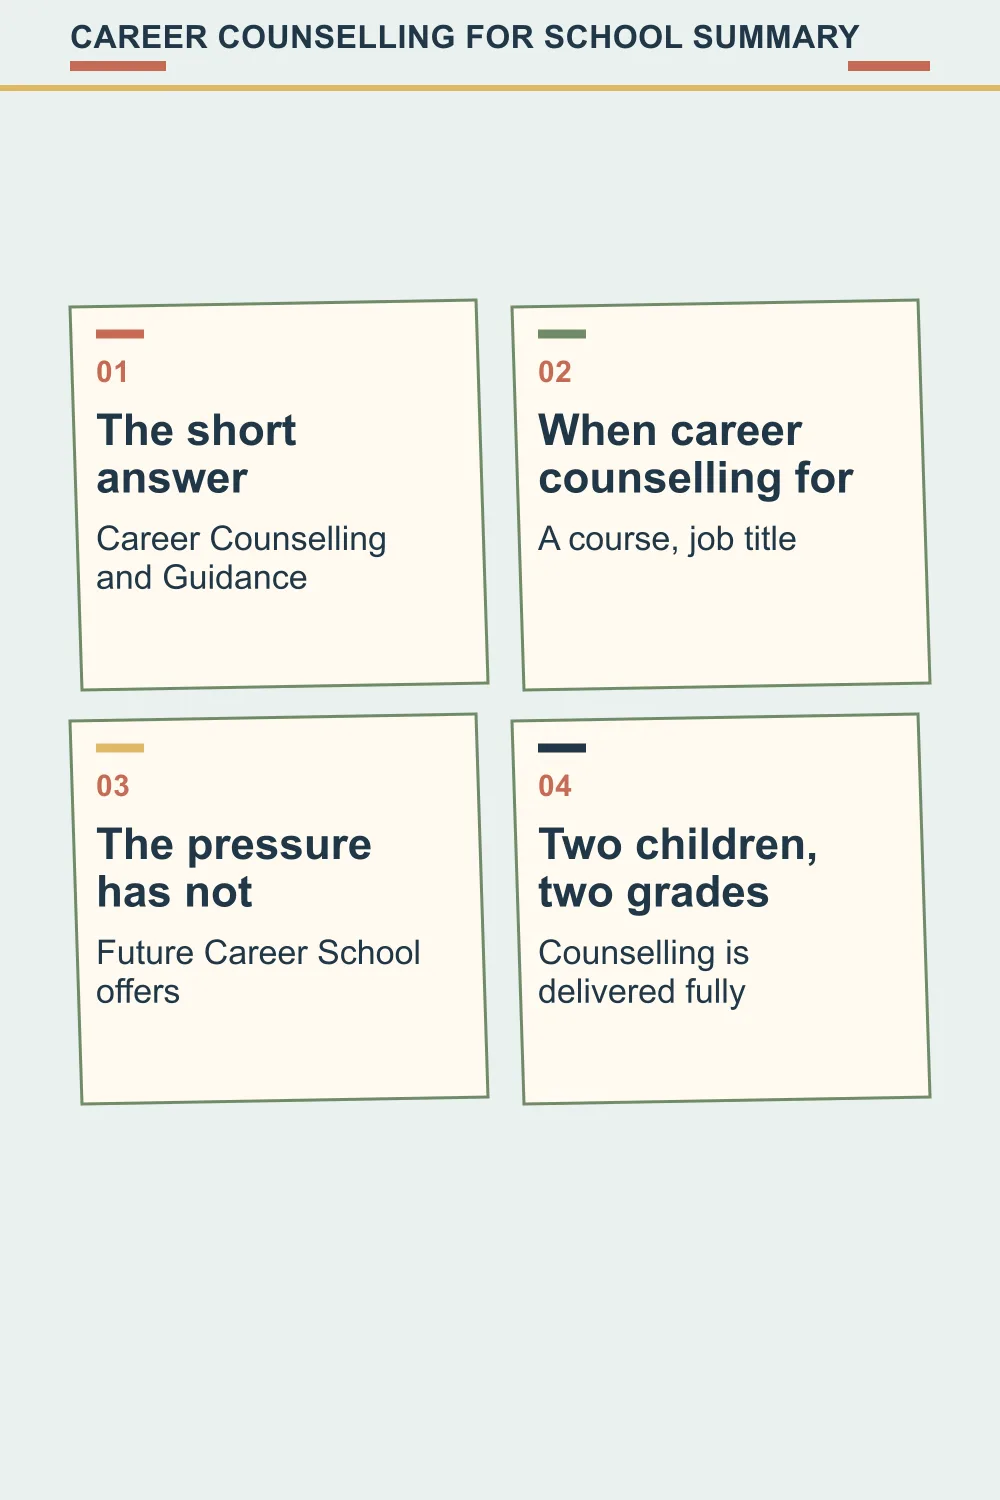 CAREER COUNSELLING FOR SCHOOL SUMMARY
01
The short
answer
Career Counselling
and Guidance
02
When career
counselling for
A course, job title
03
The pressure
has not
Future Career School
offers
04
Two children,
two grades
Counselling is
delivered fully